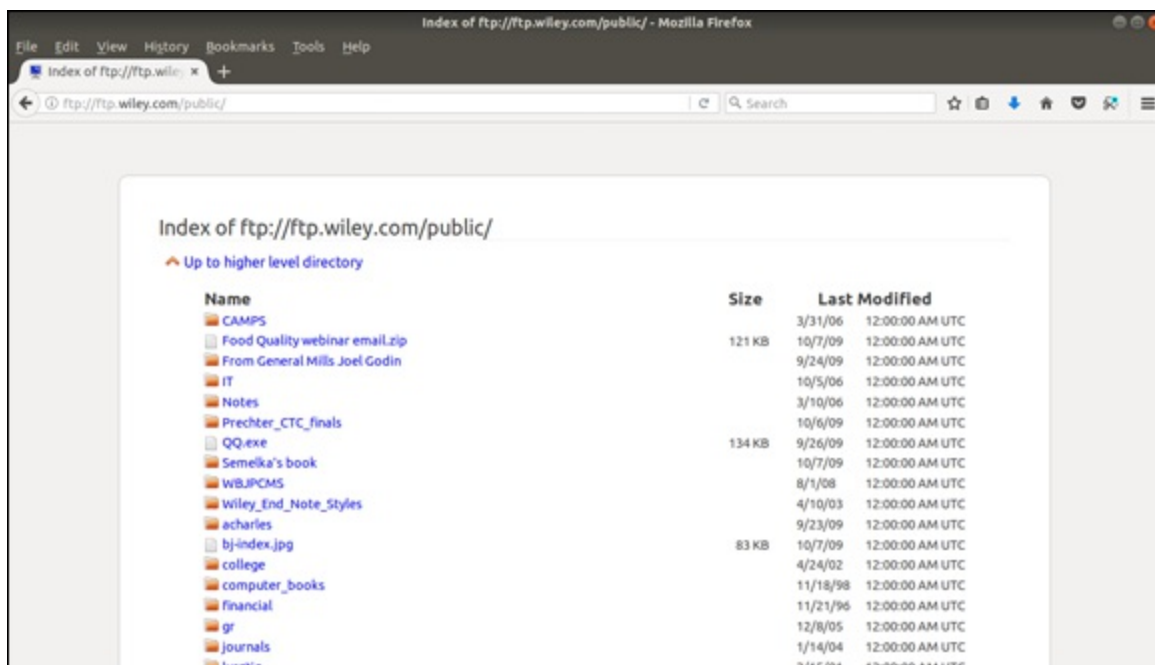 Index of ftp://ftp.wiley.com/public/ - Mozilla Firefox
File Edit View History Bookmarks Tools Help
Index of ftp://ftp.wile
ftp://ftp.wiley.com/public/ Search
Index of ftp://ftp.wiley.com/public/
Up to higher level directory
Name Size Last Modified
CAMPS 3/31/06 12:00:00 AM UTC
Food Quality webinar email.zip 121 KB 10/7/09 12:00:00 AM UTC
From General Mills Joel Godin 9/24/09 12:00:00 AM UTC
IT 10/5/06 12:00:00 AM UTC
Notes 3/10/06 12:00:00 AM UTC
Prechter_CTC_finals 10/6/09 12:00:00 AM UTC
QQ.exe 134 KB 9/26/09 12:00:00 AM UTC
Semelka's book 10/7/09 12:00:00 AM UTC
WBJPCMS 8/1/08 12:00:00 AM UTC
Wiley_End_Note_Styles 4/10/03 12:00:00 AM UTC
acharles 9/23/09 12:00:00 AM UTC
bj-index.jpg 83 KB 10/7/09 12:00:00 AM UTC
college 4/24/02 12:00:00 AM UTC
computer_books 11/18/98 12:00:00 AM UTC
financial 11/21/96 12:00:00 AM UTC
gr 12/8/05 12:00:00 AM UTC
journals 1/14/04 12:00:00 AM UTC